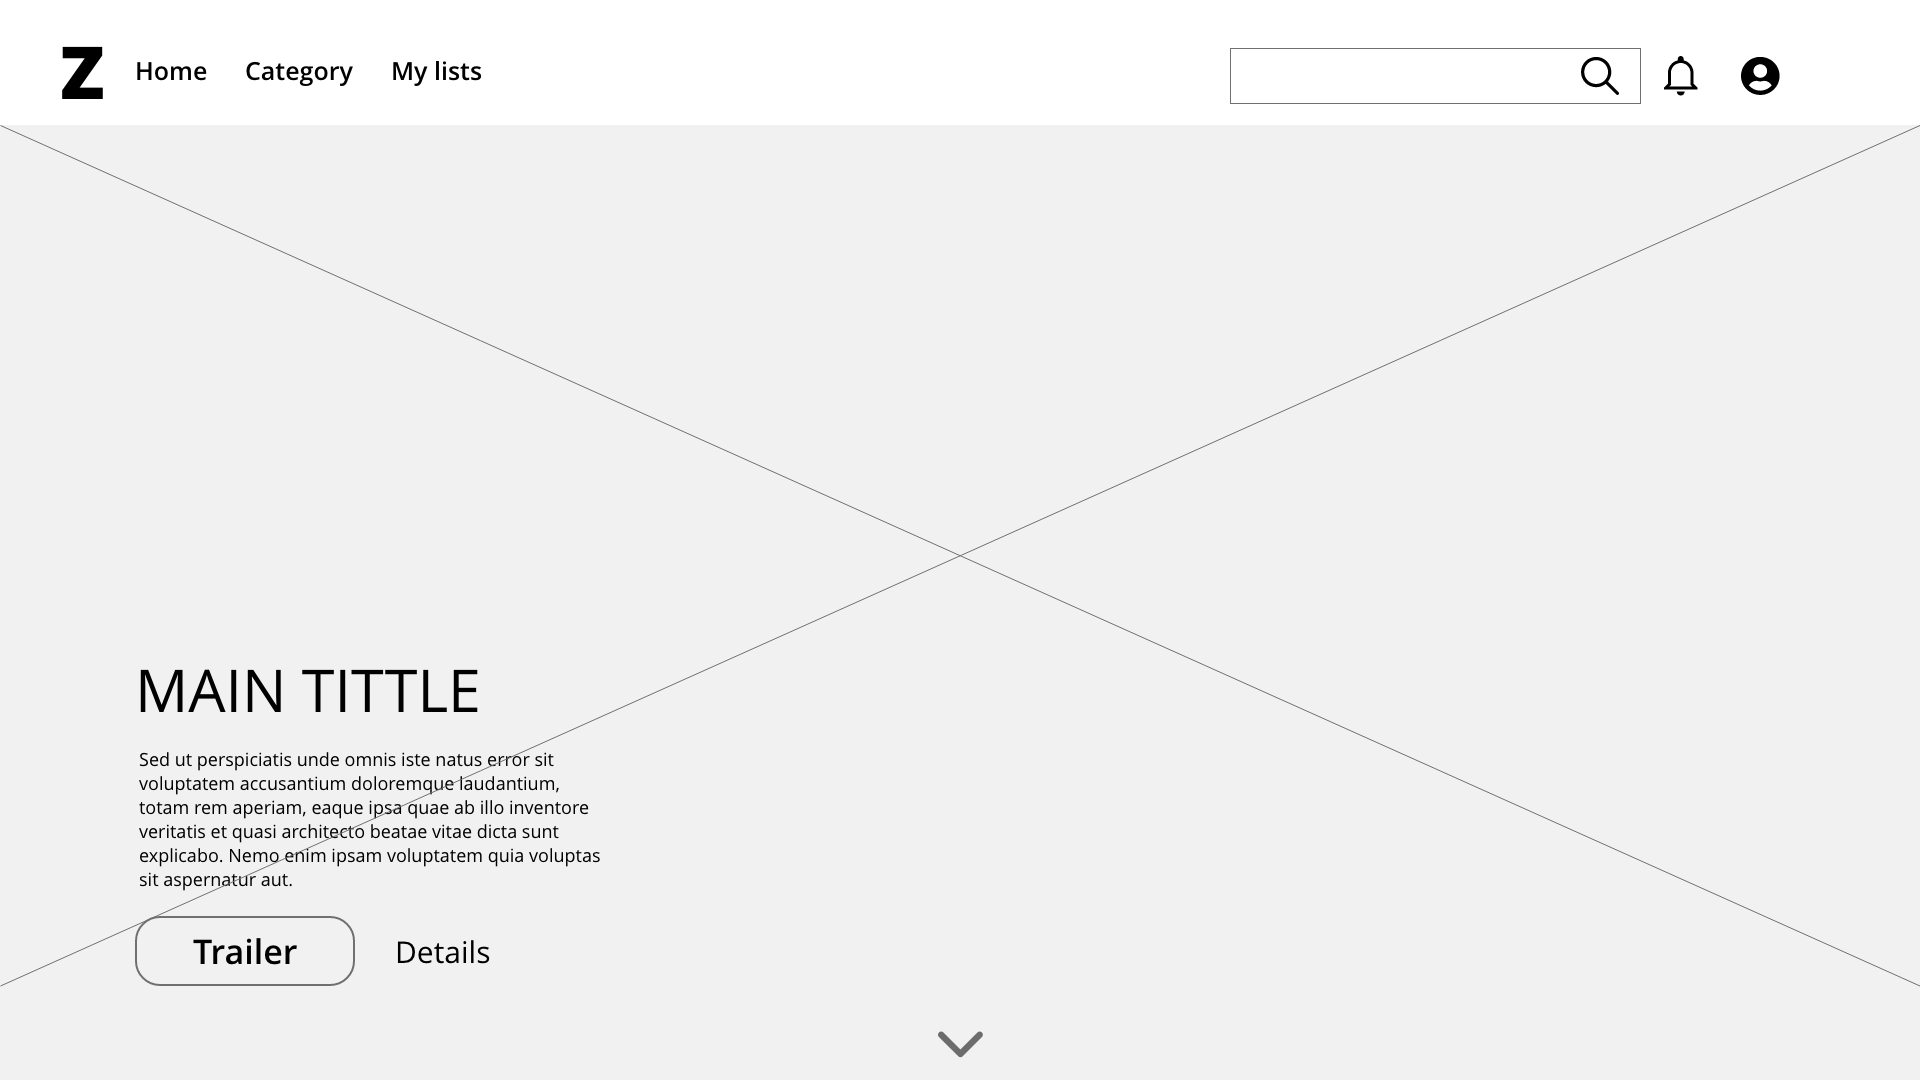 Z
Home Category My lists
MAIN TITTLE
Sed ut perspiciatis unde omnis iste natus error sit
voluptatem accusantium doloremque laudantium,
totam rem aperiam, eaque ipsa quae ab illo inventore
veritatis et quasi architecto beatae vitae dicta sunt
explicabo. Nemo enim ipsam voluptatem quia voluptas
sit aspernatur aut.
Trailer Details